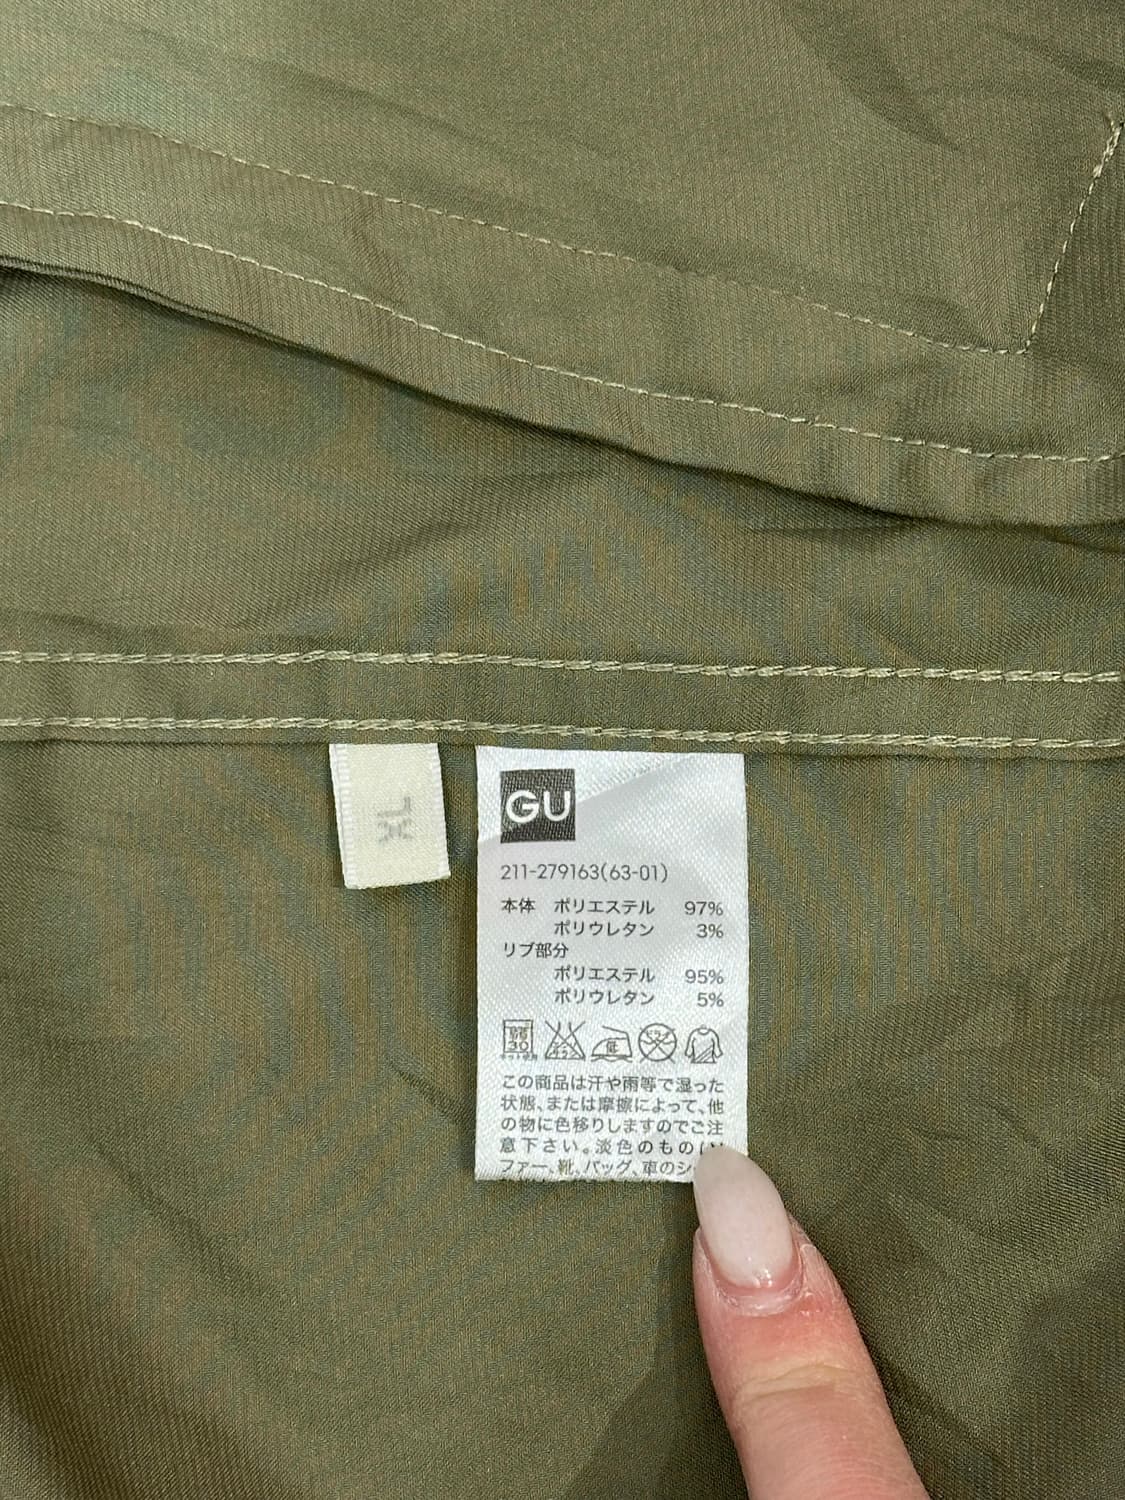 XL
GU
211-279163(63-01)
本体 ポリエステル 97%
ポリウレタン 3%
リブ部分
ポリエステル 95%
ポリウレタン 5%
30 低
この商品は汗や雨等で湿った
状態、または摩擦によって、他
の物に色移りしますのでご注
意下さい。淡色のもの
ファー、靴、バッグ、車のシ